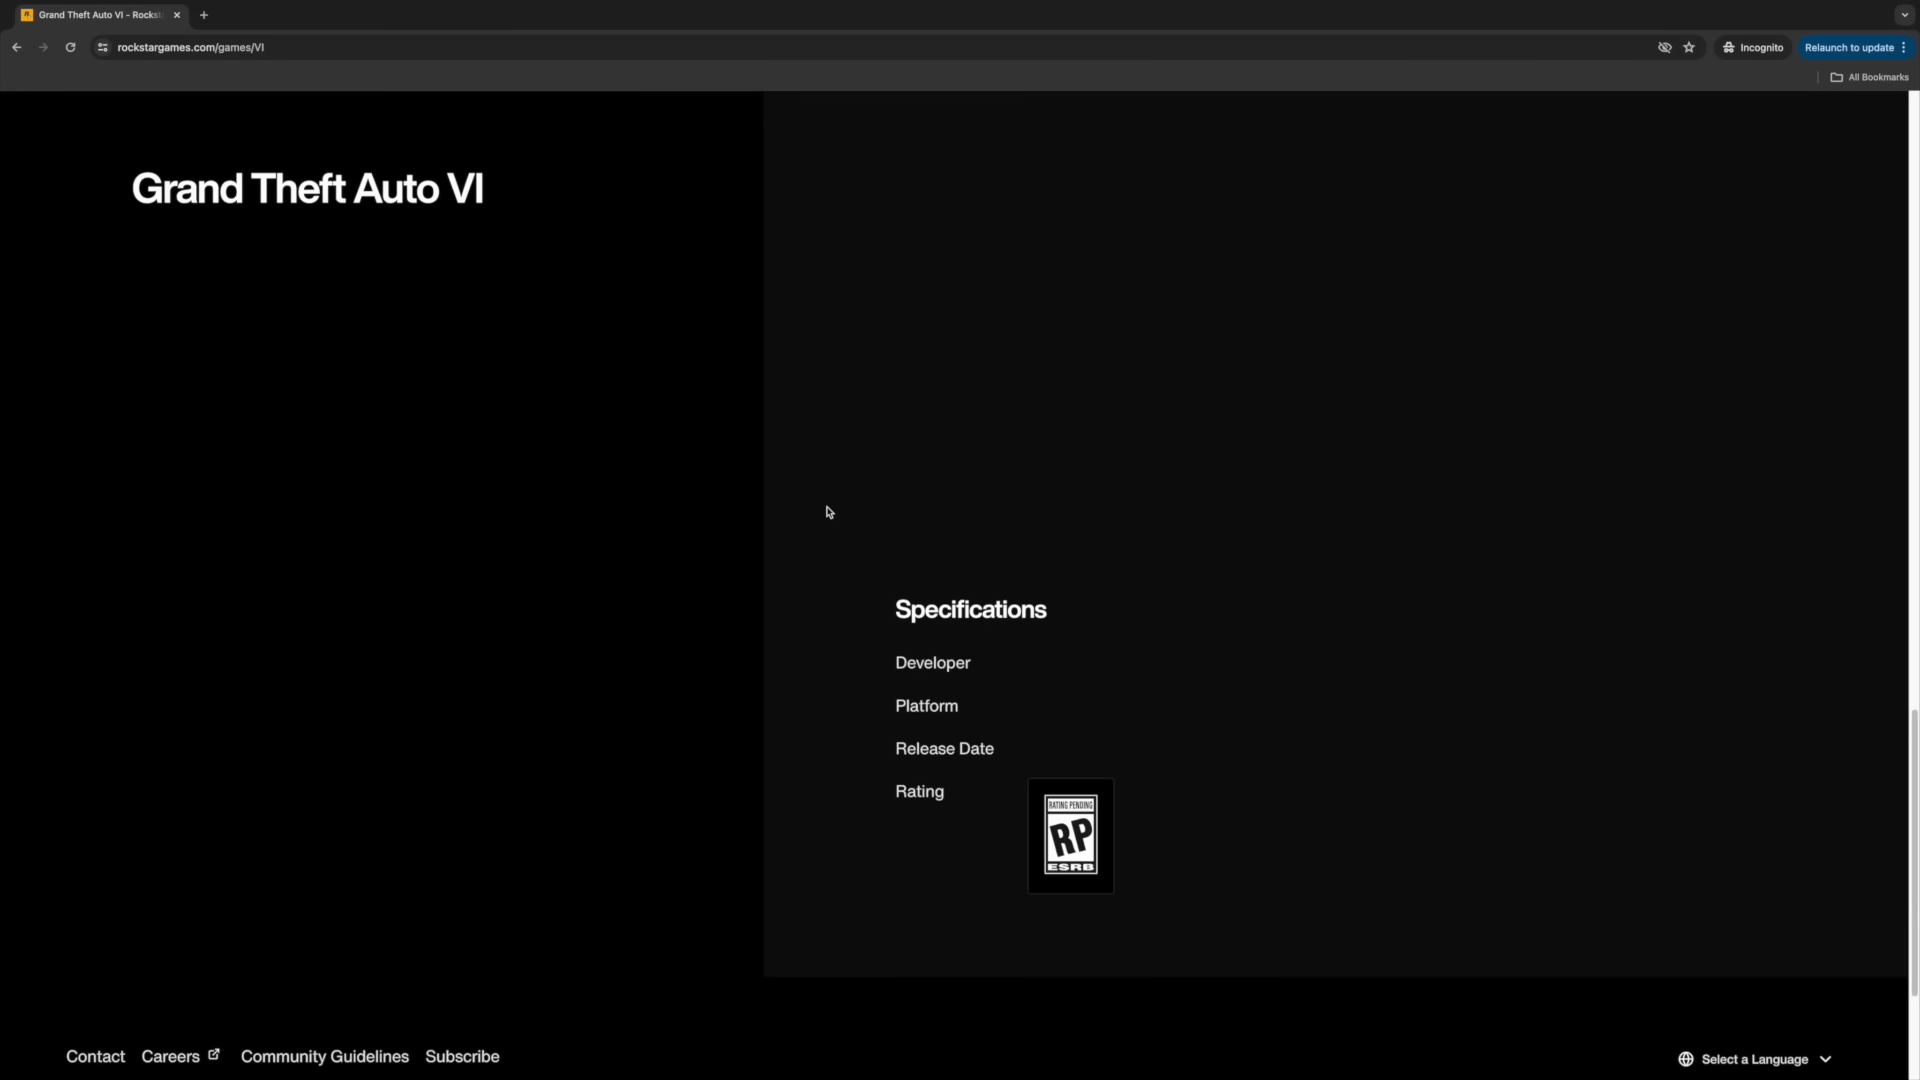 Grand Theft Auto VI - Rocks
rockstargames.com/games/VI
Incognito
Relaunch to update
All Bookmarks
Grand Theft Auto VI
Specifications
Developer
Platform
Release Date
Rating
RATING PENDING
RP
ESRB
Contact
Careers
Community Guidelines
Subscribe
Select a Language